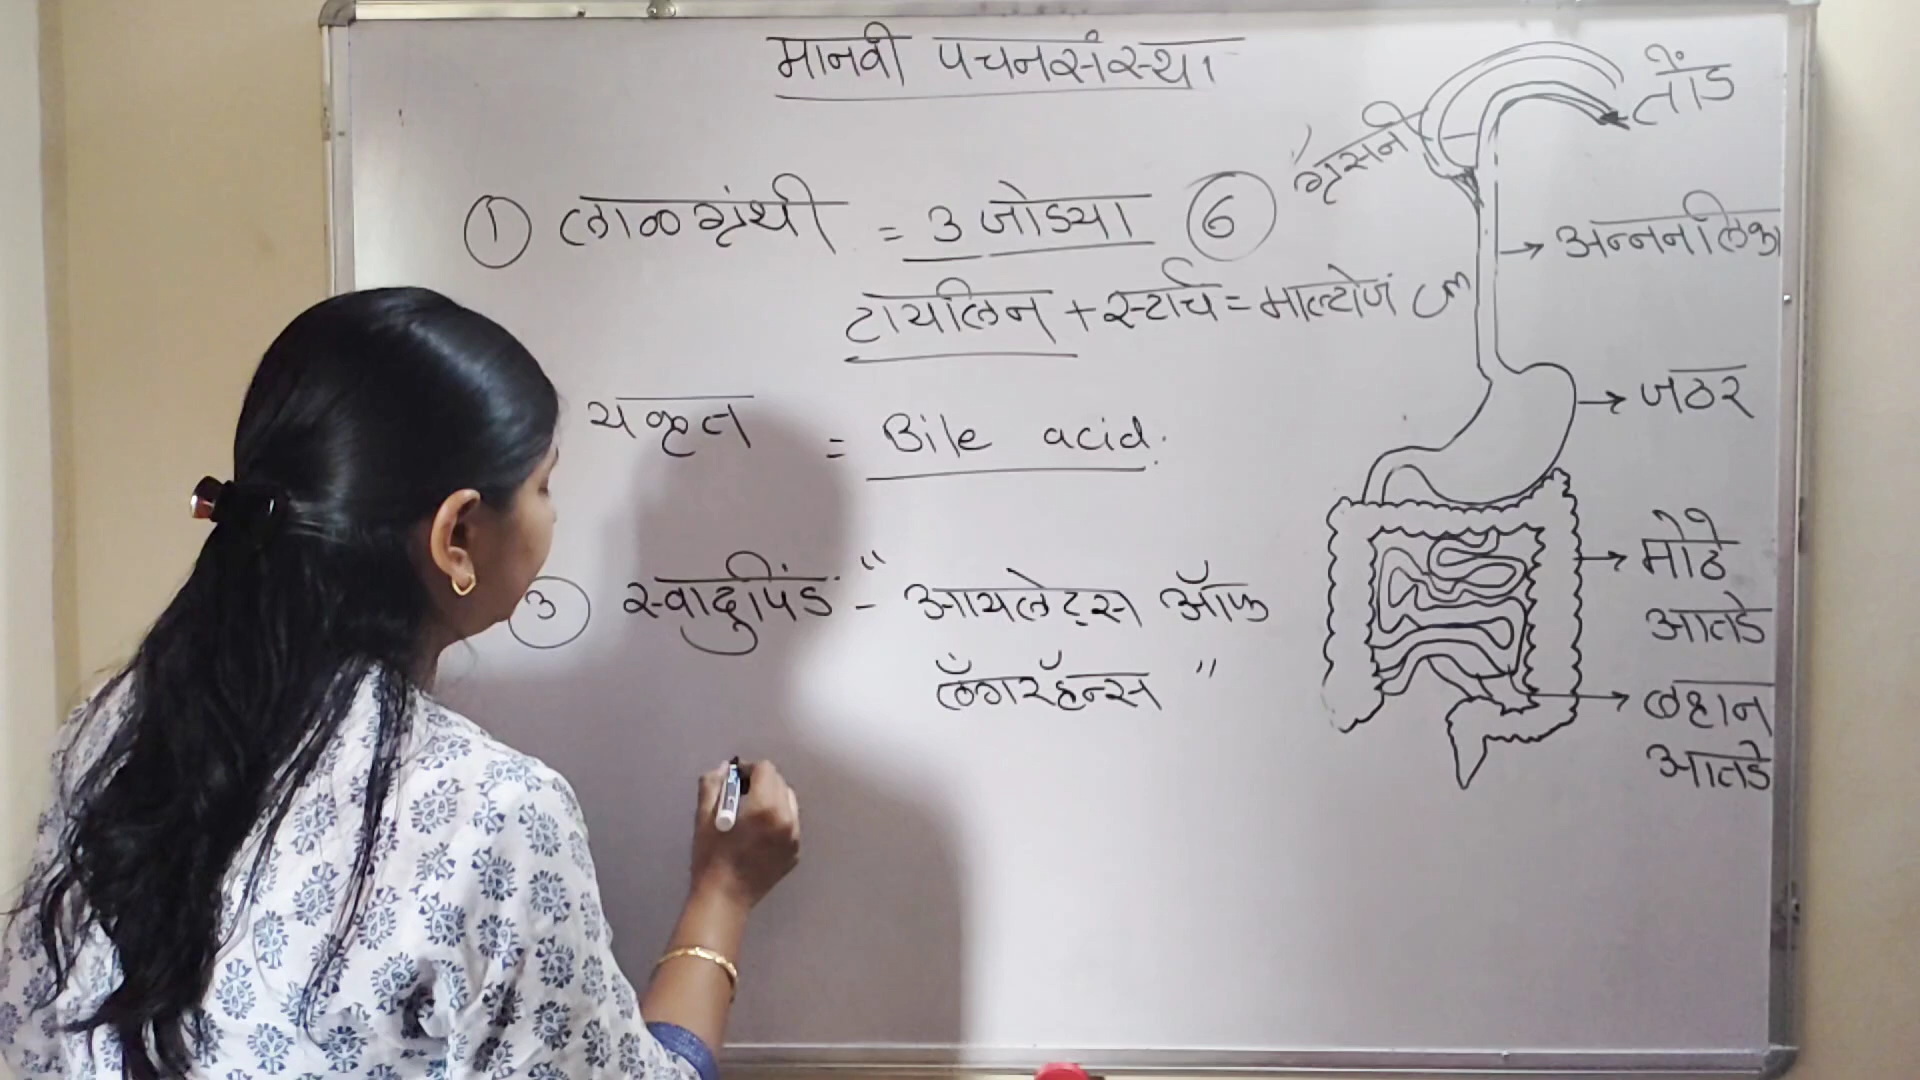 मानवी पचनसंस्था
① लाळग्रंथी = 3 जोड्या ⑥
टायलिन + स्टार्च = माल्टोज
यकृत = Bile acid.
③ स्वादुपिंड - "आयलेट्स ऑफ
लँगरहॅन्स"
तोंड
ग्रसनी
अन्ननलिका
जठर
मोठे
आतडे
लहान
आतडे